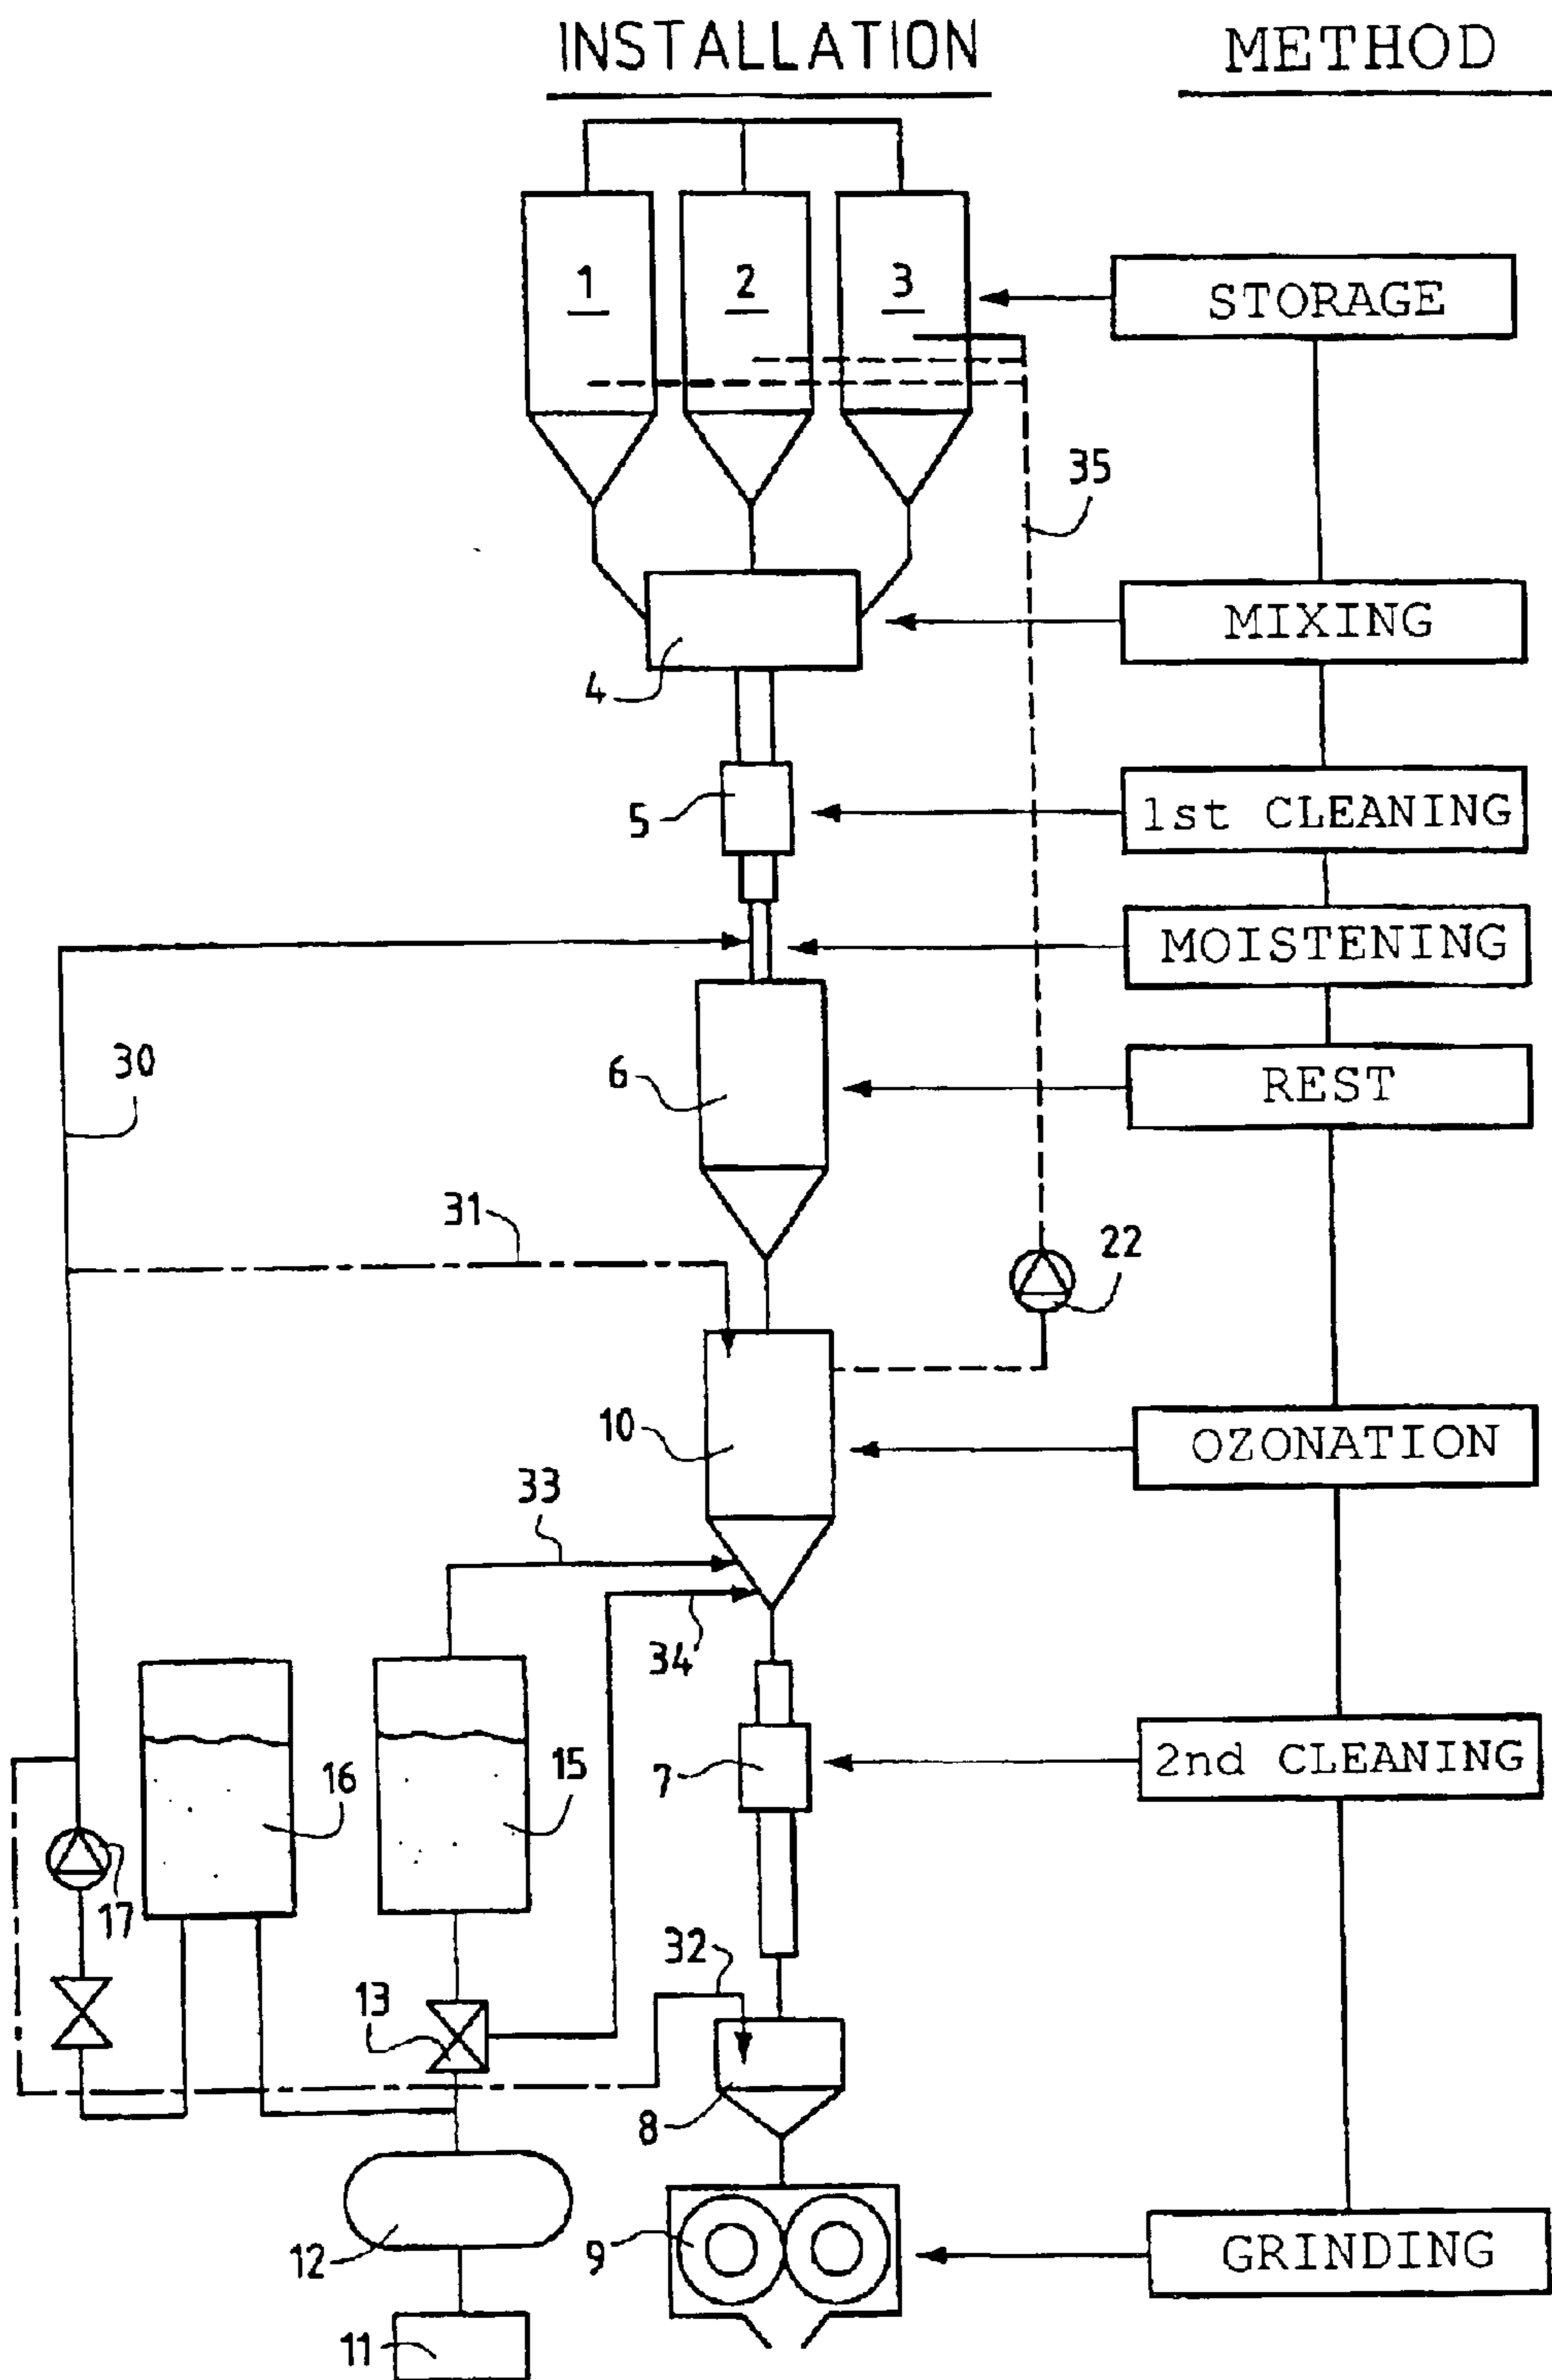 INSTALLATION METHOD
1 2 3
STORAGE
35
MIXING
4
5
1st CLEANING
MOISTENING
30
6
REST
31
22
10
OZONATION
33
34
16
15
7
2nd CLEANING
17
32
13
8
12
9
GRINDING
11